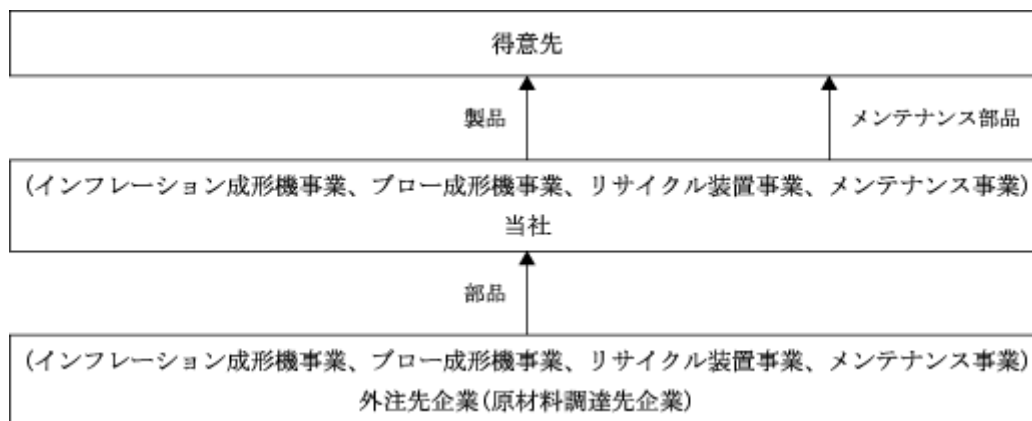 得意先
製品
メンテナンス部品
(インフレーション成形機事業、ブロー成形機事業、リサイクル装置事業、メンテナンス事業)
当社
部品
(インフレーション成形機事業、ブロー成形機事業、リサイクル装置事業、メンテナンス事業)
外注先企業(原材料調達先企業)